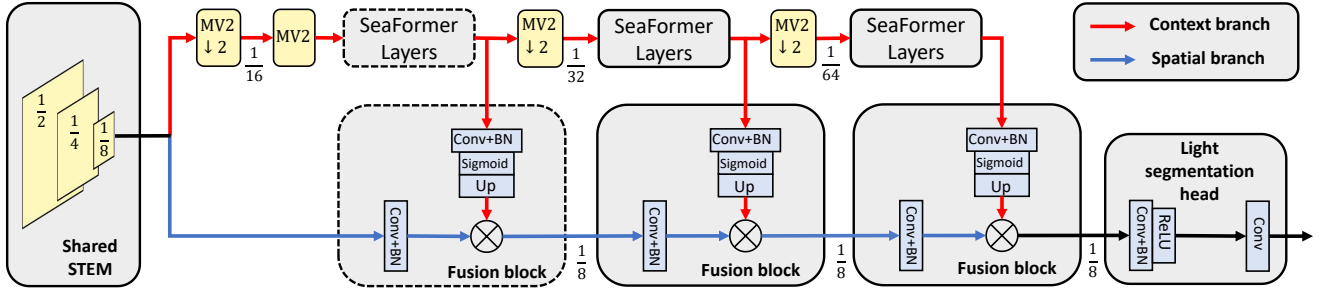 1/2
1/4
1/8
Shared
STEM
MV2
↓ 2
1/16
MV2
SeaFormer
Layers
MV2
↓ 2
1/32
SeaFormer
Layers
MV2
↓ 2
1/64
SeaFormer
Layers
Context branch
Spatial branch
Conv+BN
Sigmoid
Up
Conv+BN
Fusion block
1/8
Conv+BN
Sigmoid
Up
Conv+BN
Fusion block
1/8
Conv+BN
Sigmoid
Up
Conv+BN
Fusion block
1/8
Light
segmentation
head
Conv+BN
ReLU
Conv